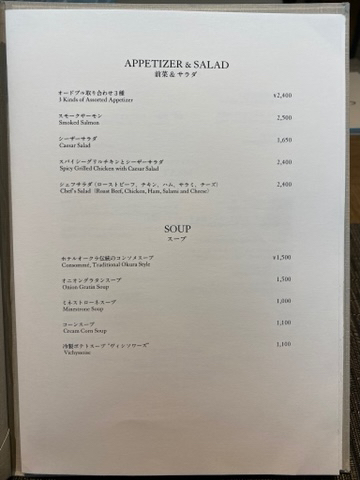 APPETIZER & SALAD
前菜 & サラダ
オードブル取り合わせ3種 ¥2,400
3 Kinds of Assorted Appetizer
スモークサーモン 2,500
Smoked Salmon
シーザーサラダ 1,650
Caesar Salad
スパイシーグリルチキンとシーザーサラダ 2,400
Spicy Grilled Chicken with Caesar Salad
シェフサラダ（ローストビーフ、チキン、ハム、サラミ、チーズ） 2,400
Chef's Salad (Roast Beef, Chicken, Ham, Salami and Cheese)
SOUP
スープ
ホテルオークラ伝統のコンソメスープ ¥1,500
Consommé, Traditional Okura Style
オニオングラタンスープ 1,500
Onion Gratin Soup
ミネストローネスープ 1,000
Minestrone Soup
コーンスープ 1,100
Cream Corn Soup
冷製ポテトスープ "ヴィシソワーズ" 1,100
Vichyssoise